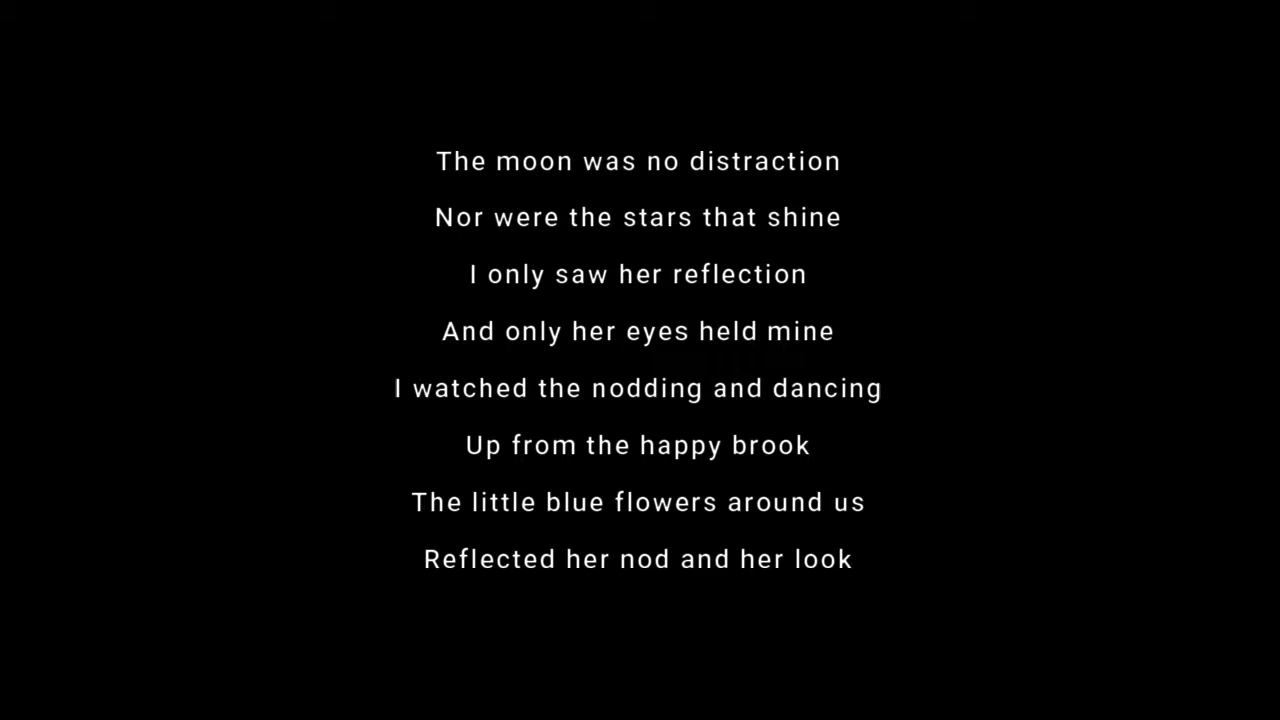 The moon was no distraction
Nor were the stars that shine
I only saw her reflection
And only her eyes held mine
I watched the nodding and dancing
Up from the happy brook
The little blue flowers around us
Reflected her nod and her look